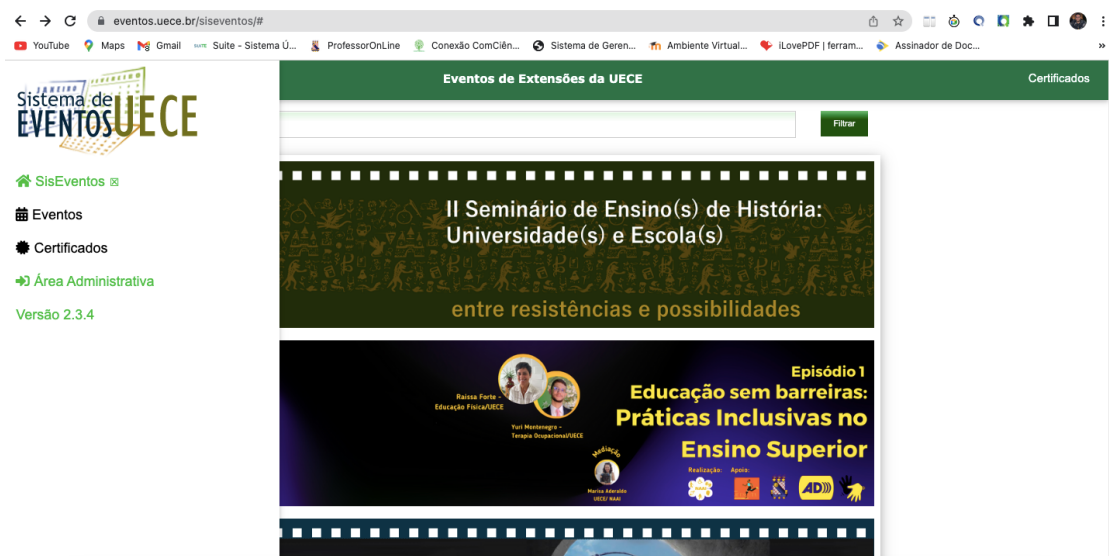 eventos.uece.br/siseventos/#
YouTube Maps Gmail Suite - Sistema Ú... ProfessorOnLine Conexão ComCiên... Sistema de Geren... Ambiente Virtual... iLovePDF | ferram... Assinador de Doc... »
Sistema de
EVENTOS UECE
Eventos de Extensões da UECE
Certificados
Filtrar
SisEventos
Eventos
Certificados
Área Administrativa
Versão 2.3.4
II Seminário de Ensino(s) de História:
Universidade(s) e Escola(s)
entre resistências e possibilidades
Episódio 1
Educação sem barreiras:
Práticas Inclusivas no
Ensino Superior
Raissa Forte -
Educação Física/UECE
Yuri Montenegro -
Terapia Ocupacional/UECE
Mediação
Marisa Aderaldo
UECE/ NAAI
Realização: Apoio:
AD